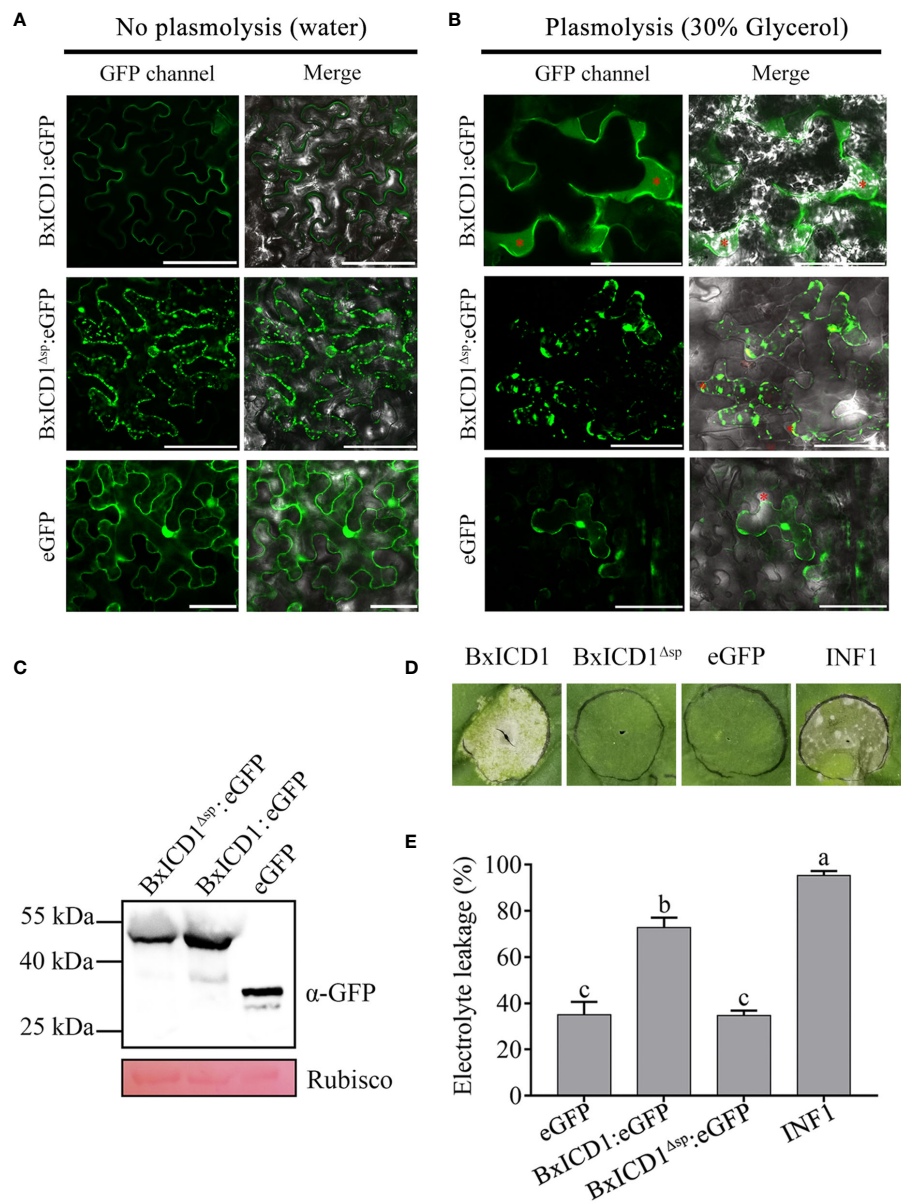 A
No plasmolysis (water)
GFP channel
Merge
BxICD1:eGFP
BxICD1Δsp:eGFP
eGFP
B
Plasmolysis (30% Glycerol)
GFP channel
Merge
BxICD1:eGFP
*
*
*
*
BxICD1Δsp:eGFP
eGFP
*
C
BxICD1Δsp:eGFP
BxICD1:eGFP
eGFP
55 kDa
40 kDa
25 kDa
α-GFP
Rubisco
D
BxICD1
BxICD1Δsp
eGFP
INF1
E
Electrolyte leakage (%)
100
80
60
40
20
0
c
b
c
a
eGFP
BxICD1:eGFP
BxICD1Δsp:eGFP
INF1